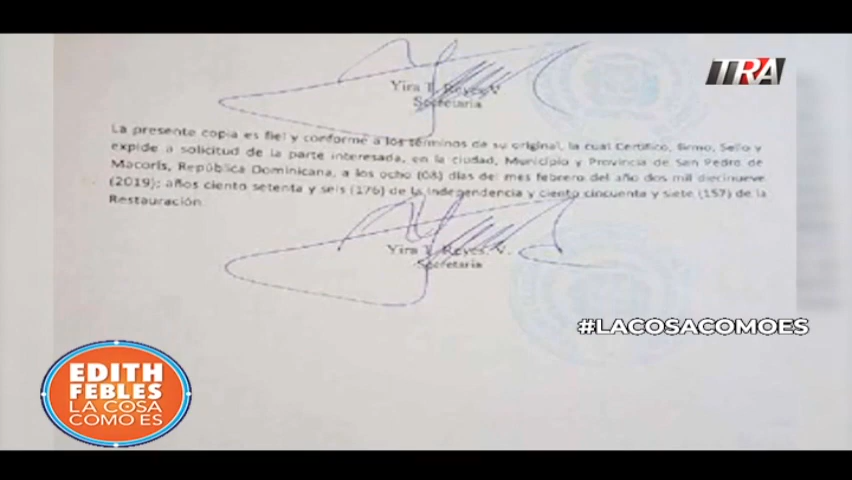 TRA
Yira T. Reyes V
Secretaria
La presente copia es fiel y conforme a los términos de su original, la cual Certifico, firmo, Sello y
expide a solicitud de la parte interesada, en la ciudad, Municipio y Provincia de San Pedro de
Macorís, República Dominicana, a los ocho (08) días del mes febrero del año dos mil diecinueve
(2019); años ciento setenta y seis (176) de la Independencia y ciento cincuenta y siete (157) de la
Restauración.
Yira T. Reyes. V.
Secretaria
#LACOSACOMOES
EDITH
FEBLES
LA COSA
COMO ES